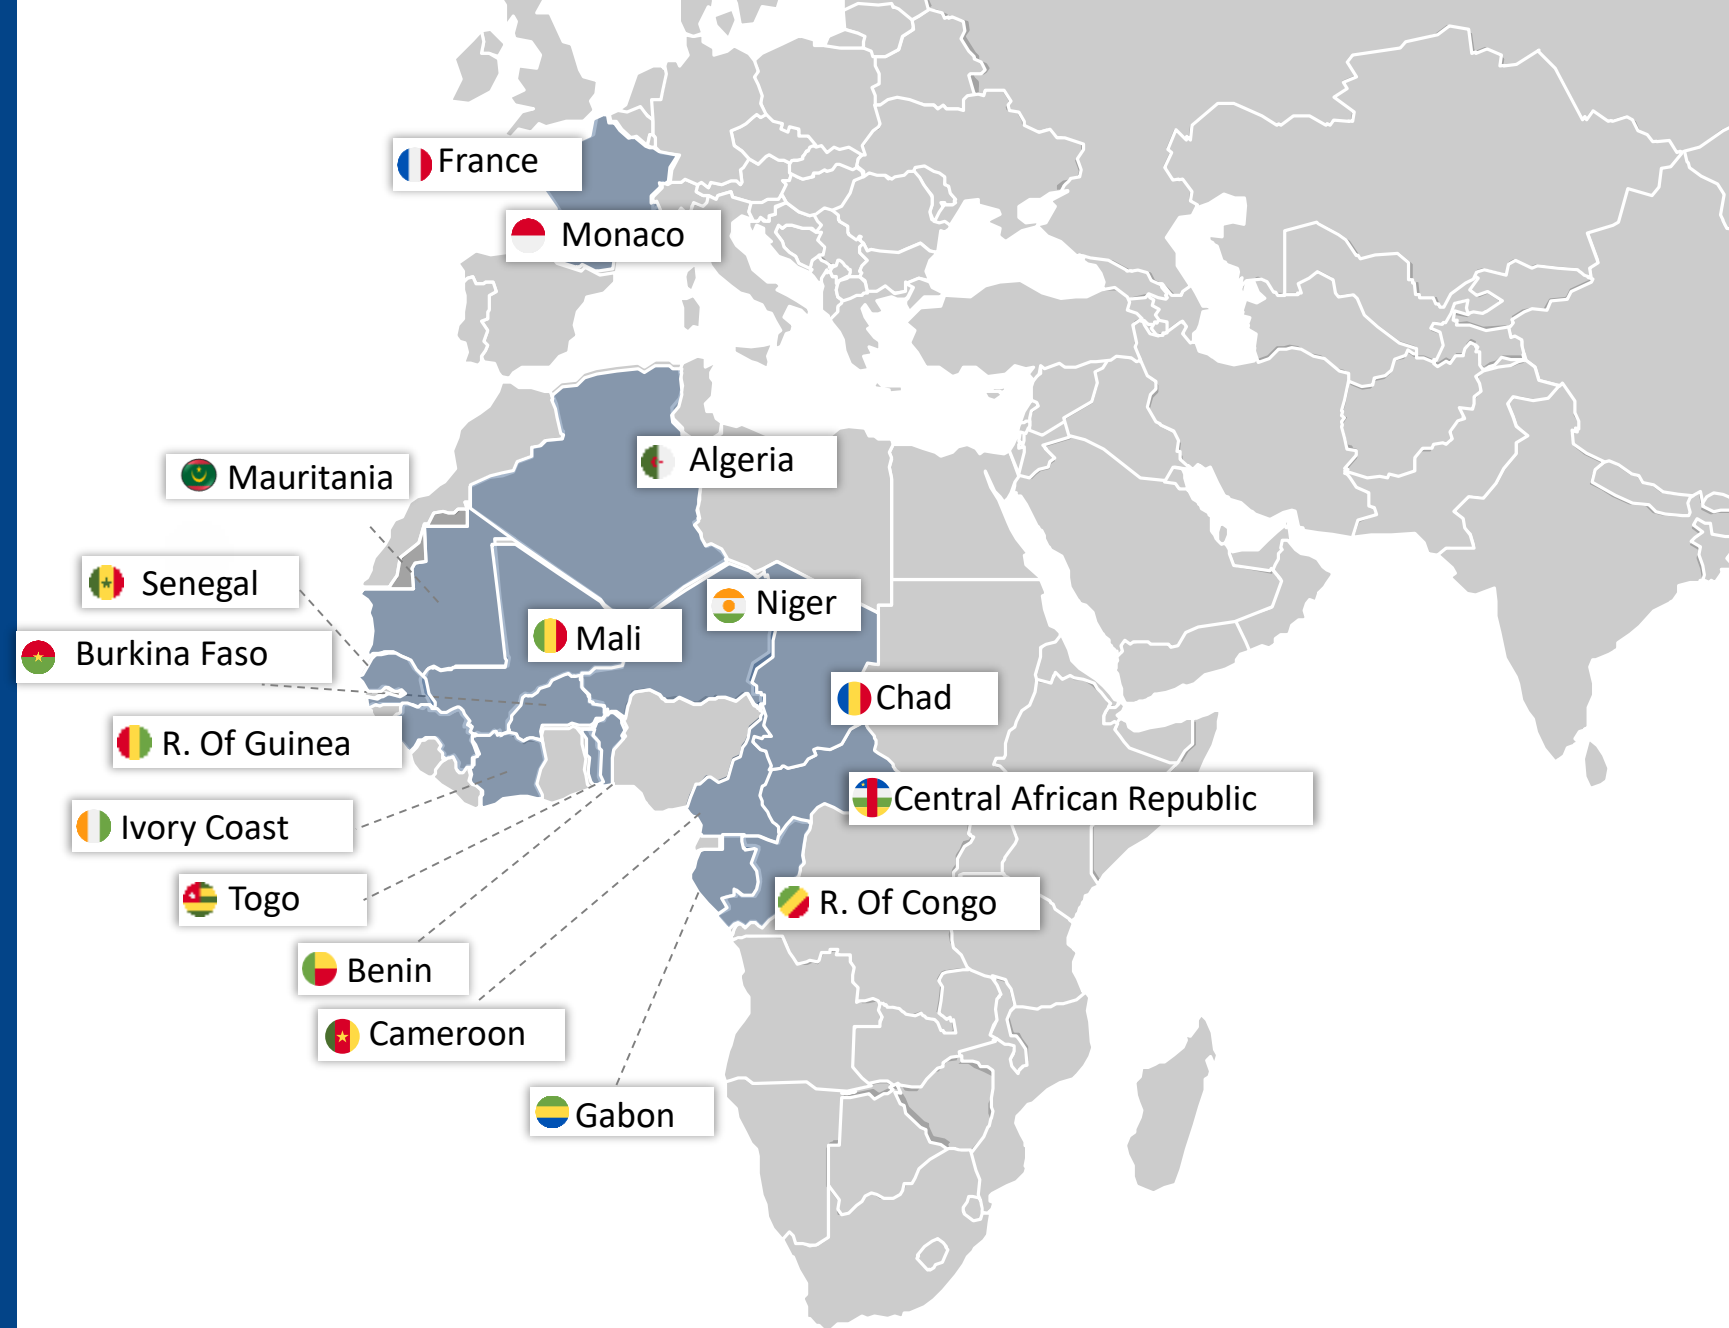 France
Monaco
Algeria
Mauritania
Senegal
Niger
Mali
Burkina Faso
Chad
R. Of Guinea
Central African Republic
Ivory Coast
Togo
R. Of Congo
Benin
Cameroon
Gabon